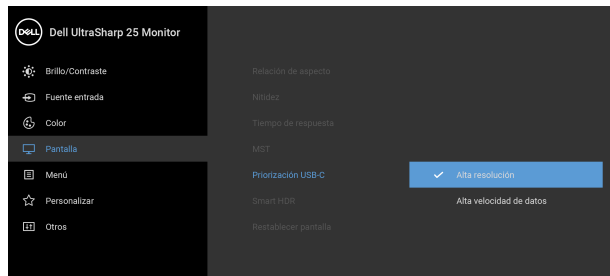 DELL
Dell UltraSharp 25 Monitor
Brillo/Contraste
Fuente entrada
Color
Pantalla
Menú
Personalizar
Otros
Relación de aspecto
Nitidez
Tiempo de respuesta
MST
Priorización USB-C
Smart HDR
Restablecer pantalla
Alta resolución
Alta velocidad de datos